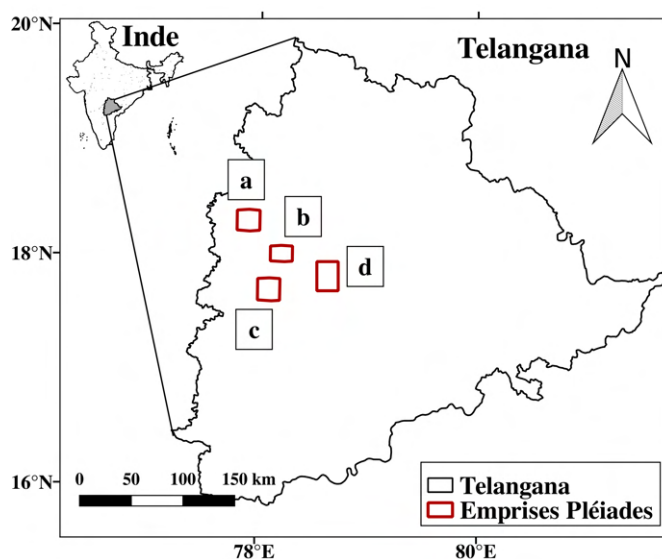 20°N
Inde
Telangana
N
a
b
18°N
d
c
16°N
0 50 100 150 km
Telangana
Emprises Pléiades
78°E 80°E